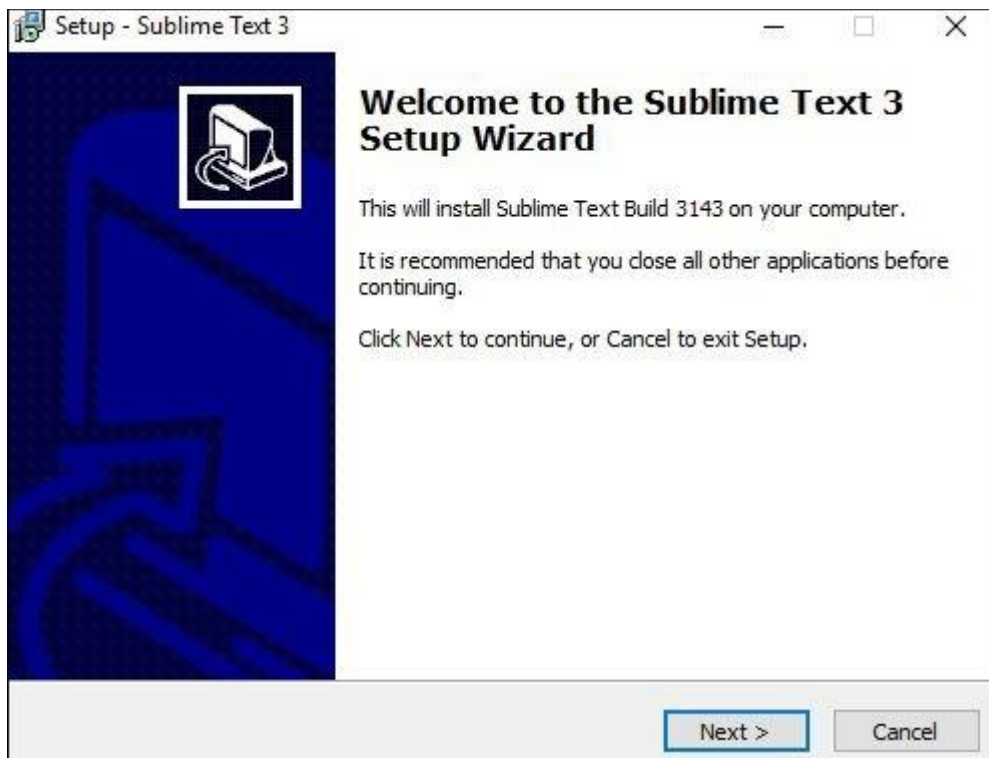 Setup - Sublime Text 3
Welcome to the Sublime Text 3
Setup Wizard
This will install Sublime Text Build 3143 on your computer.
It is recommended that you close all other applications before
continuing.
Click Next to continue, or Cancel to exit Setup.
Next >
Cancel